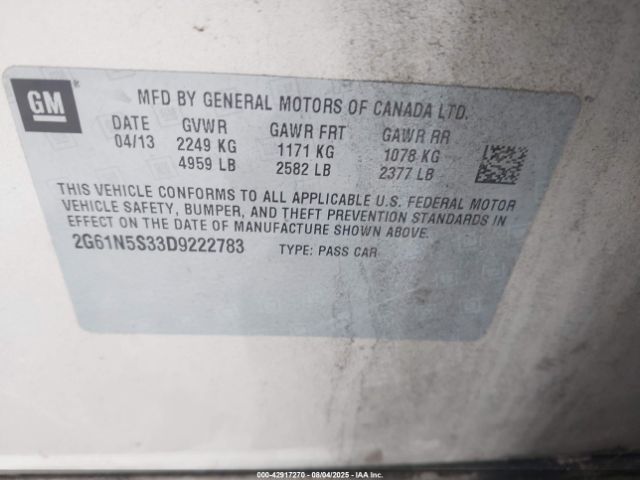 GM
MFD BY GENERAL MOTORS OF CANADA LTD.
DATE GVWR GAWR FRT GAWR RR
04/13 2249 KG 1171 KG 1078 KG
4959 LB 2582 LB 2377 LB
THIS VEHICLE CONFORMS TO ALL APPLICABLE U.S. FEDERAL MOTOR
VEHICLE SAFETY, BUMPER, AND THEFT PREVENTION STANDARDS IN
EFFECT ON THE DATE OF MANUFACTURE SHOWN ABOVE.
2G61N5S33D9222783 TYPE: PASS CAR
000-42917270 - 08/04/2025 - IAA Inc.